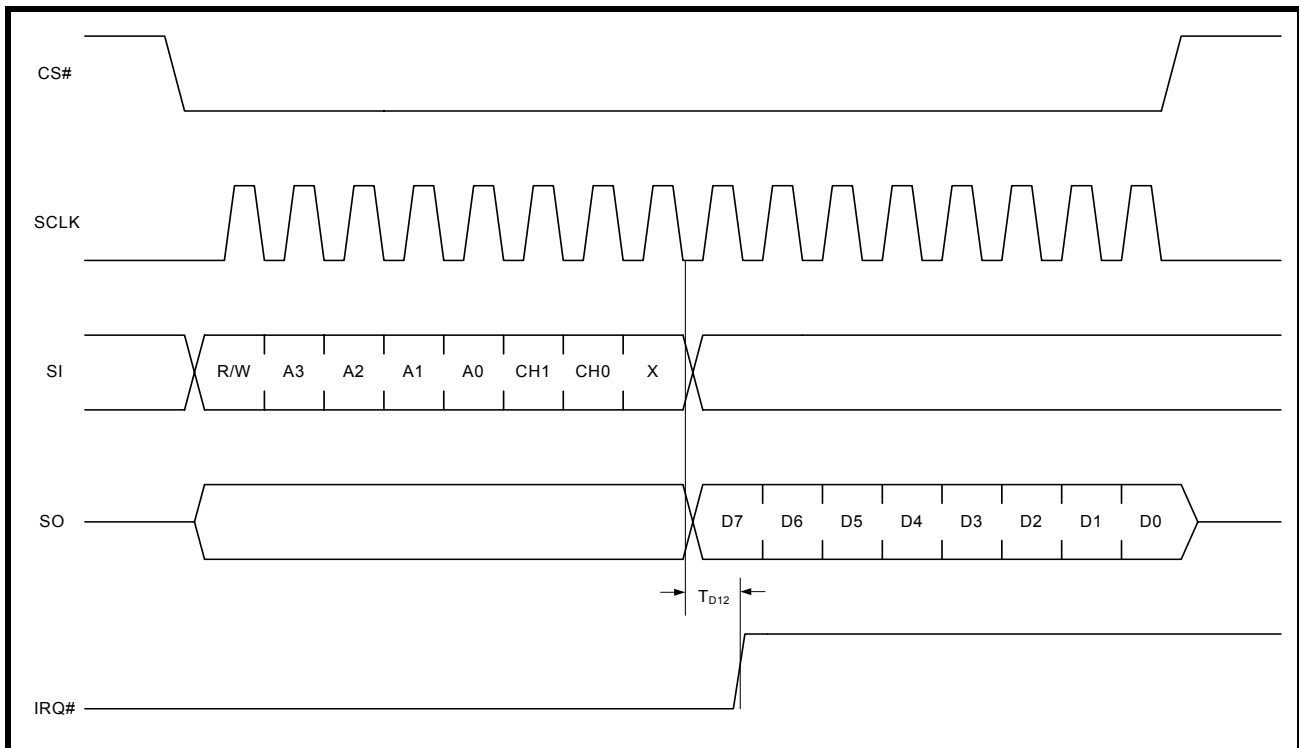 CS#
SCLK
SI R/W A3 A2 A1 A0 CH1 CH0 X
SO D7 D6 D5 D4 D3 D2 D1 D0
TD12
IRQ#